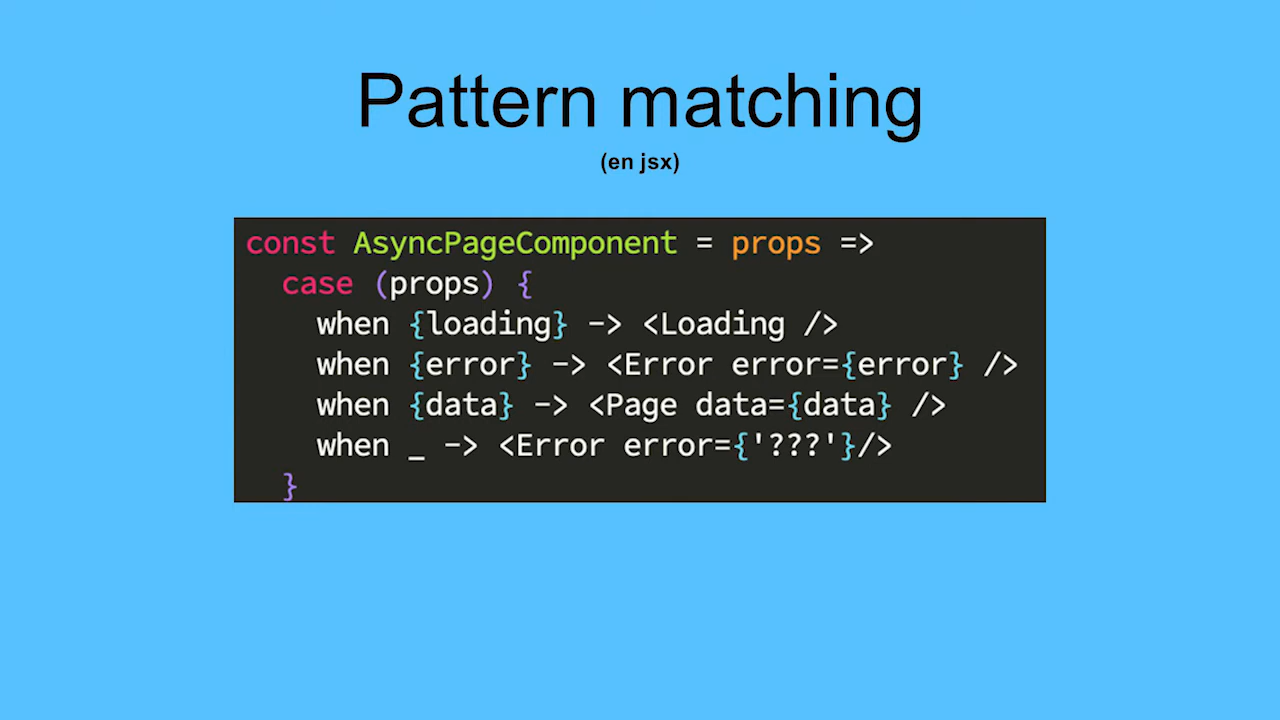 Pattern matching
(en jsx)
const AsyncPageComponent = props =>
  case (props) {
    when {loading} -> <Loading />
    when {error} -> <Error error={error} />
    when {data} -> <Page data={data} />
    when _ -> <Error error={'???'}/>
  }